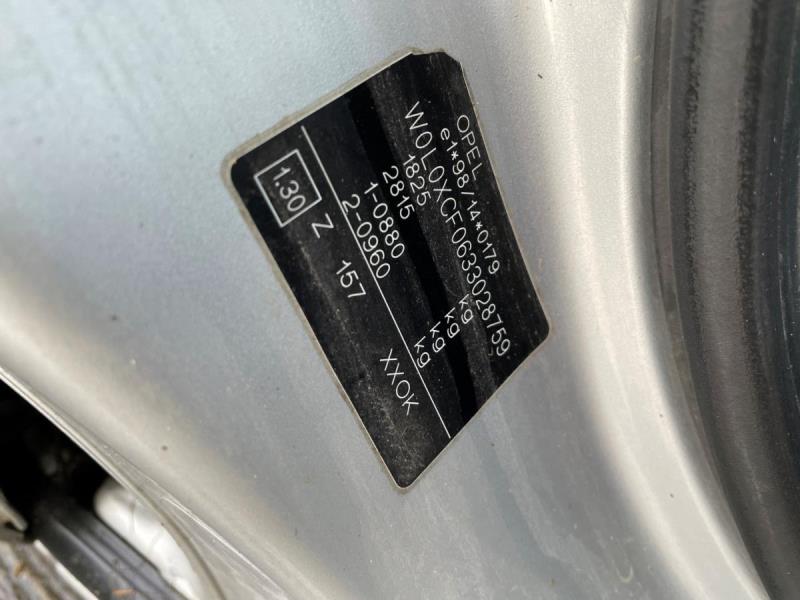 OPEL
e1*98/14*0179
W0L0XCF0633028759
1825 kg
2815 kg
1-0880 kg
2-0960 kg
1.30 Z 157 XXOK